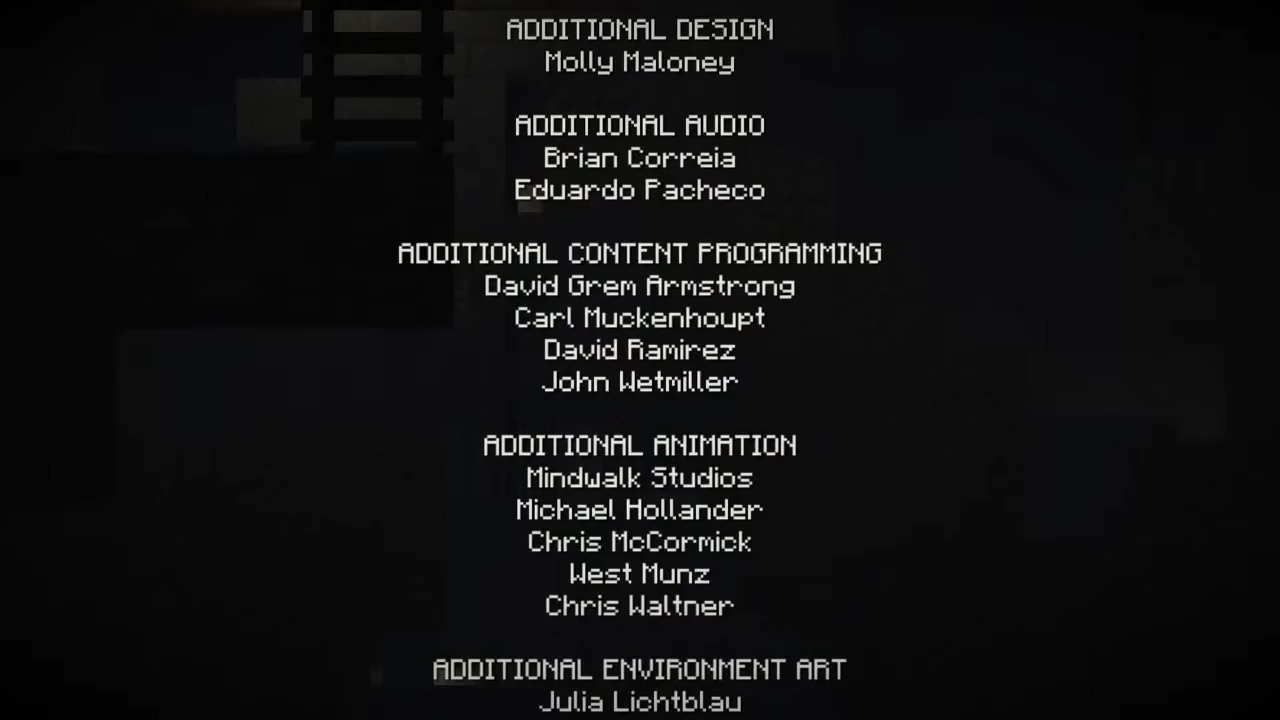 ADDITIONAL DESIGN
Molly Maloney
ADDITIONAL AUDIO
Brian Correia
Eduardo Pacheco
ADDITIONAL CONTENT PROGRAMMING
David Grem Armstrong
Carl Muckenhoupt
David Ramirez
John Wetmiller
ADDITIONAL ANIMATION
Mindwalk Studios
Michael Hollander
Chris McCormick
West Munz
Chris Waltner
ADDITIONAL ENVIRONMENT ART
Julia Lichtblau